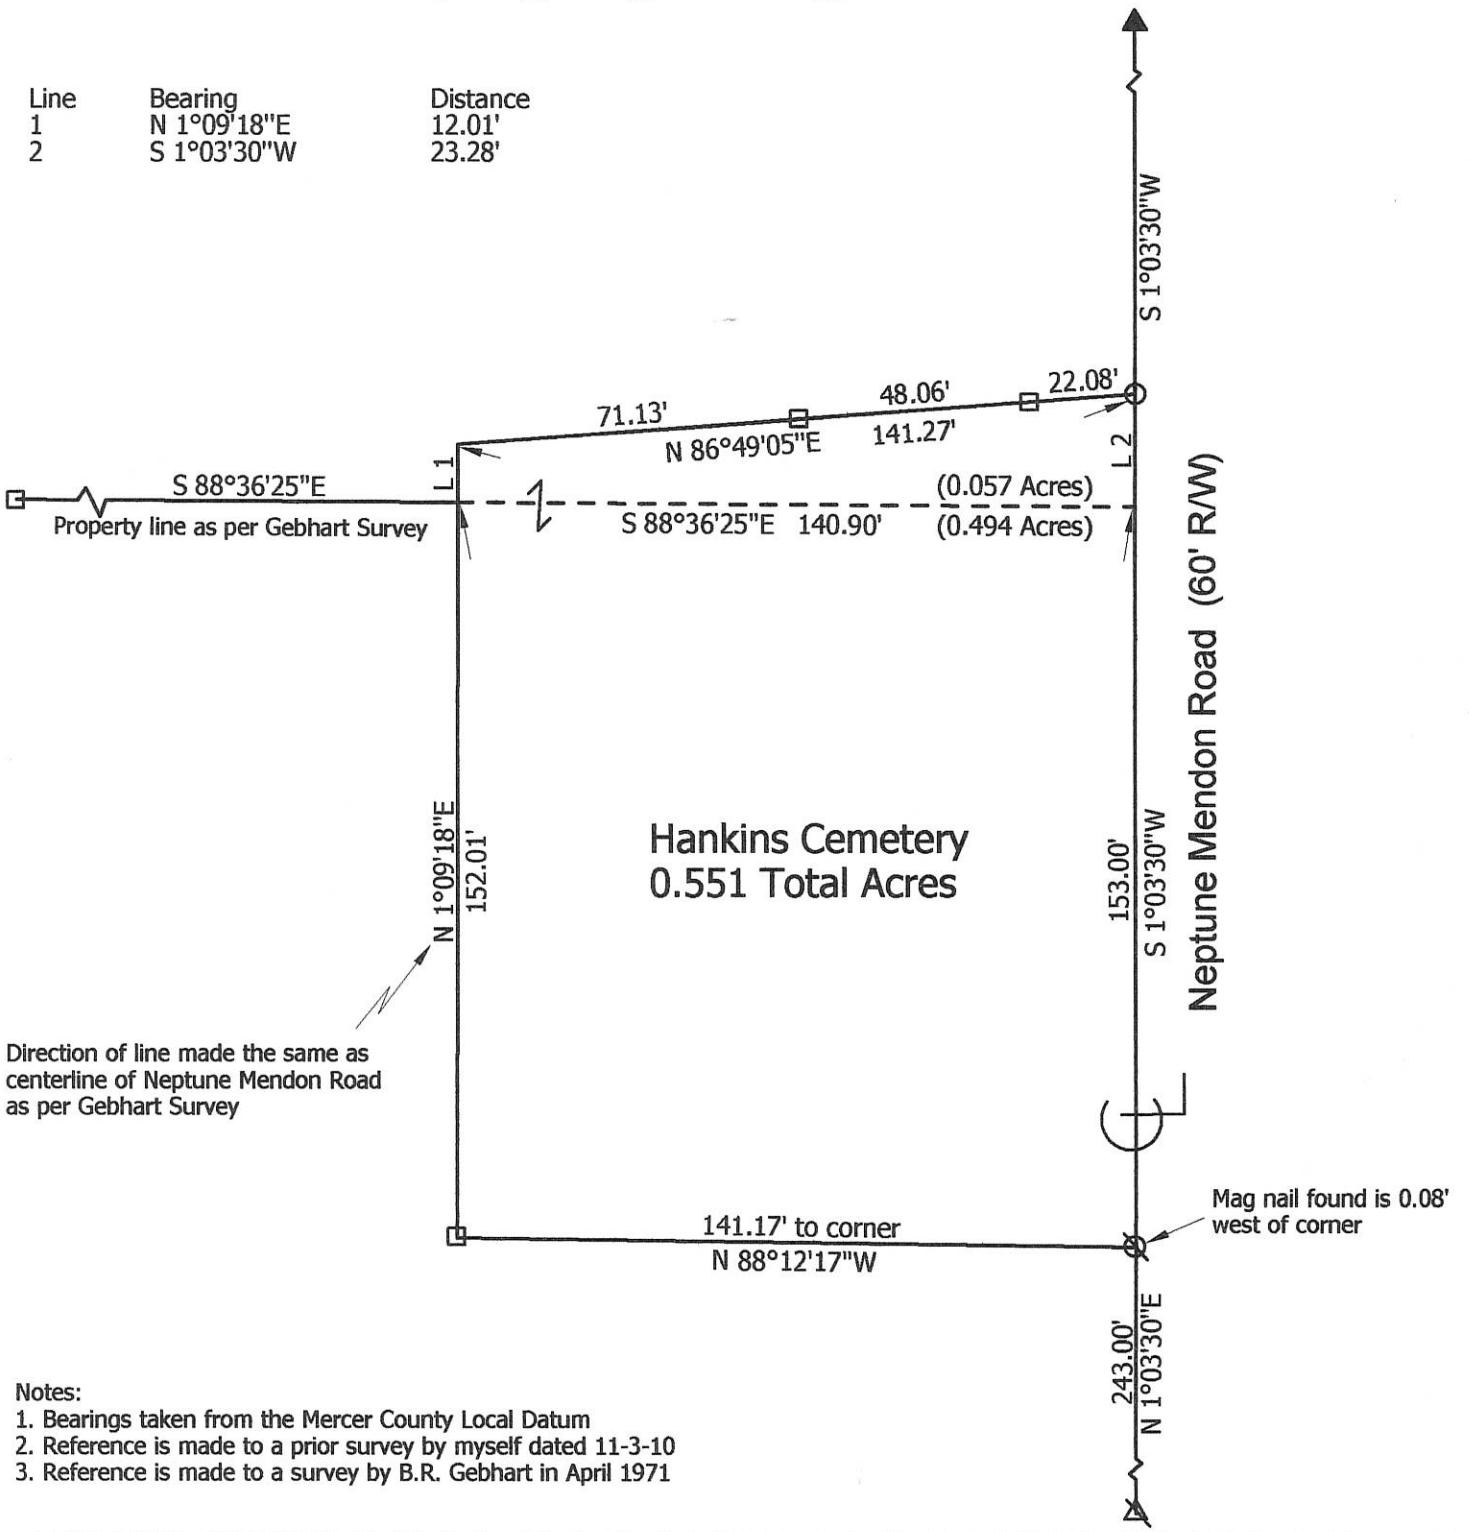 Line Bearing Distance
1 N 1°09'18"E 12.01'
2 S 1°03'30"W 23.28'
S 1°03'30"W
22.08'
48.06'
71.13'
N 86°49'05"E 141.27'
L 1
L 2
S 88°36'25"E
Property line as per Gebhart Survey
(0.057 Acres)
S 88°36'25"E 140.90' (0.494 Acres)
Neptune Mendon Road (60' R/W)
Hankins Cemetery
0.551 Total Acres
N 1°09'18"E
152.01'
153.00'
S 1°03'30"W
Direction of line made the same as
centerline of Neptune Mendon Road
as per Gebhart Survey
Mag nail found is 0.08'
west of corner
141.17' to corner
N 88°12'17"W
243.00'
N 1°03'30"E
Notes:
1. Bearings taken from the Mercer County Local Datum
2. Reference is made to a prior survey by myself dated 11-3-10
3. Reference is made to a survey by B.R. Gebhart in April 1971